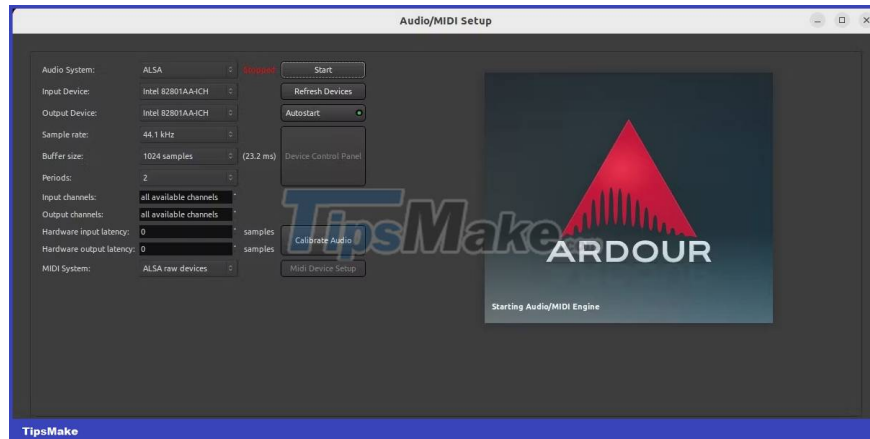 Audio/MIDI Setup
Audio System: ALSA Stopped Start
Input Device: Intel 82801AA-ICH Refresh Devices
Output Device: Intel 82801AA-ICH Autostart
Sample rate: 44.1 kHz
Buffer size: 1024 samples (23.2 ms) Device Control Panel
Periods: 2
Input channels: all available channels
Output channels: all available channels
Hardware input latency: 0 samples
Calibrate Audio
Hardware output latency: 0 samples
MIDI System: ALSA raw devices Midi Device Setup
TipsMake
ARDOUR
Starting Audio/MIDI Engine
TipsMake